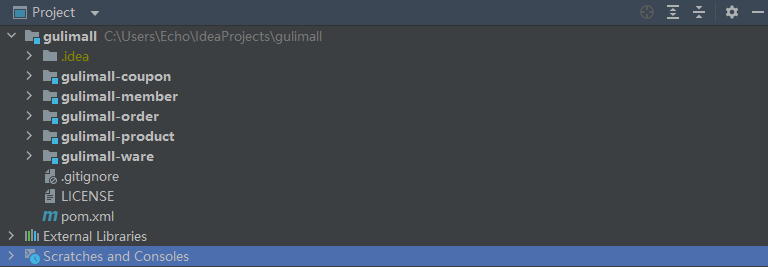 Project
gulimall C:\Users\Echo\IdeaProjects\gulimall
.idea
gulimall-coupon
gulimall-member
gulimall-order
gulimall-product
gulimall-ware
.gitignore
LICENSE
pom.xml
External Libraries
Scratches and Consoles